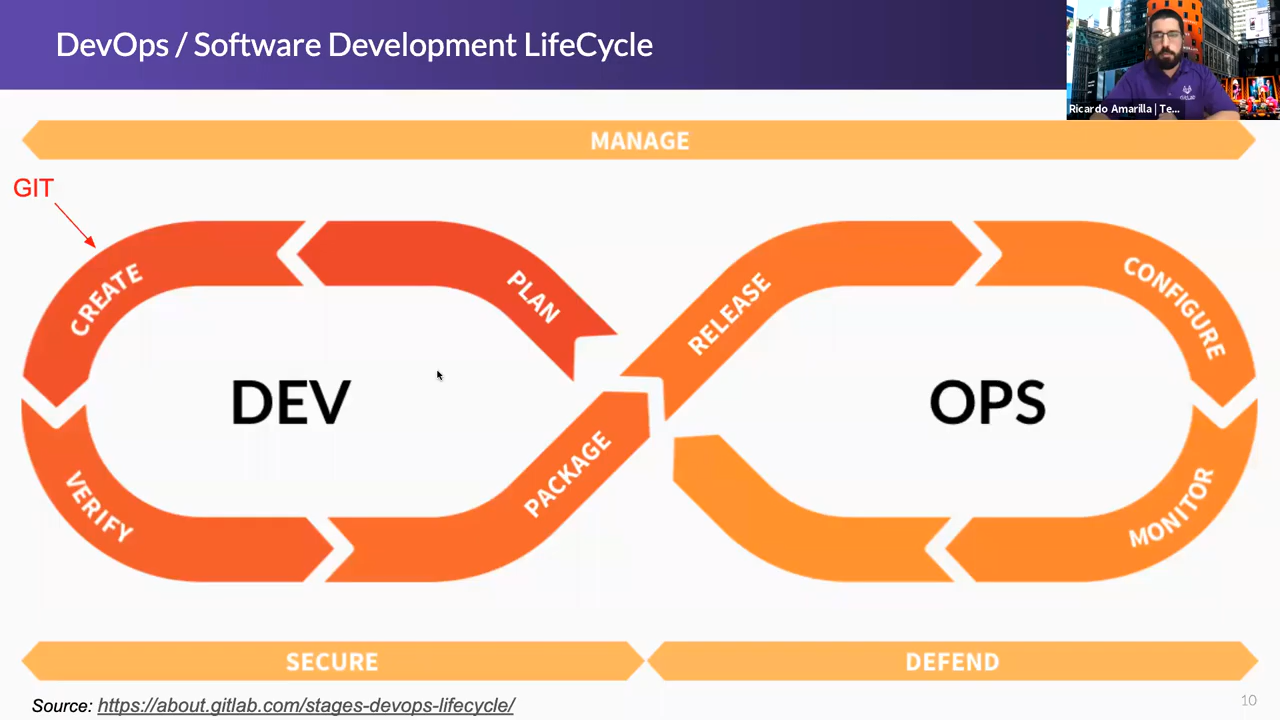 DevOps / Software Development LifeCycle
Ricardo Amarilla | Te...
MANAGE
GIT
CREATE
PLAN
RELEASE
CONFIGURE
DEV
OPS
VERIFY
PACKAGE
MONITOR
SECURE
DEFEND
Source: https://about.gitlab.com/stages-devops-lifecycle/
10